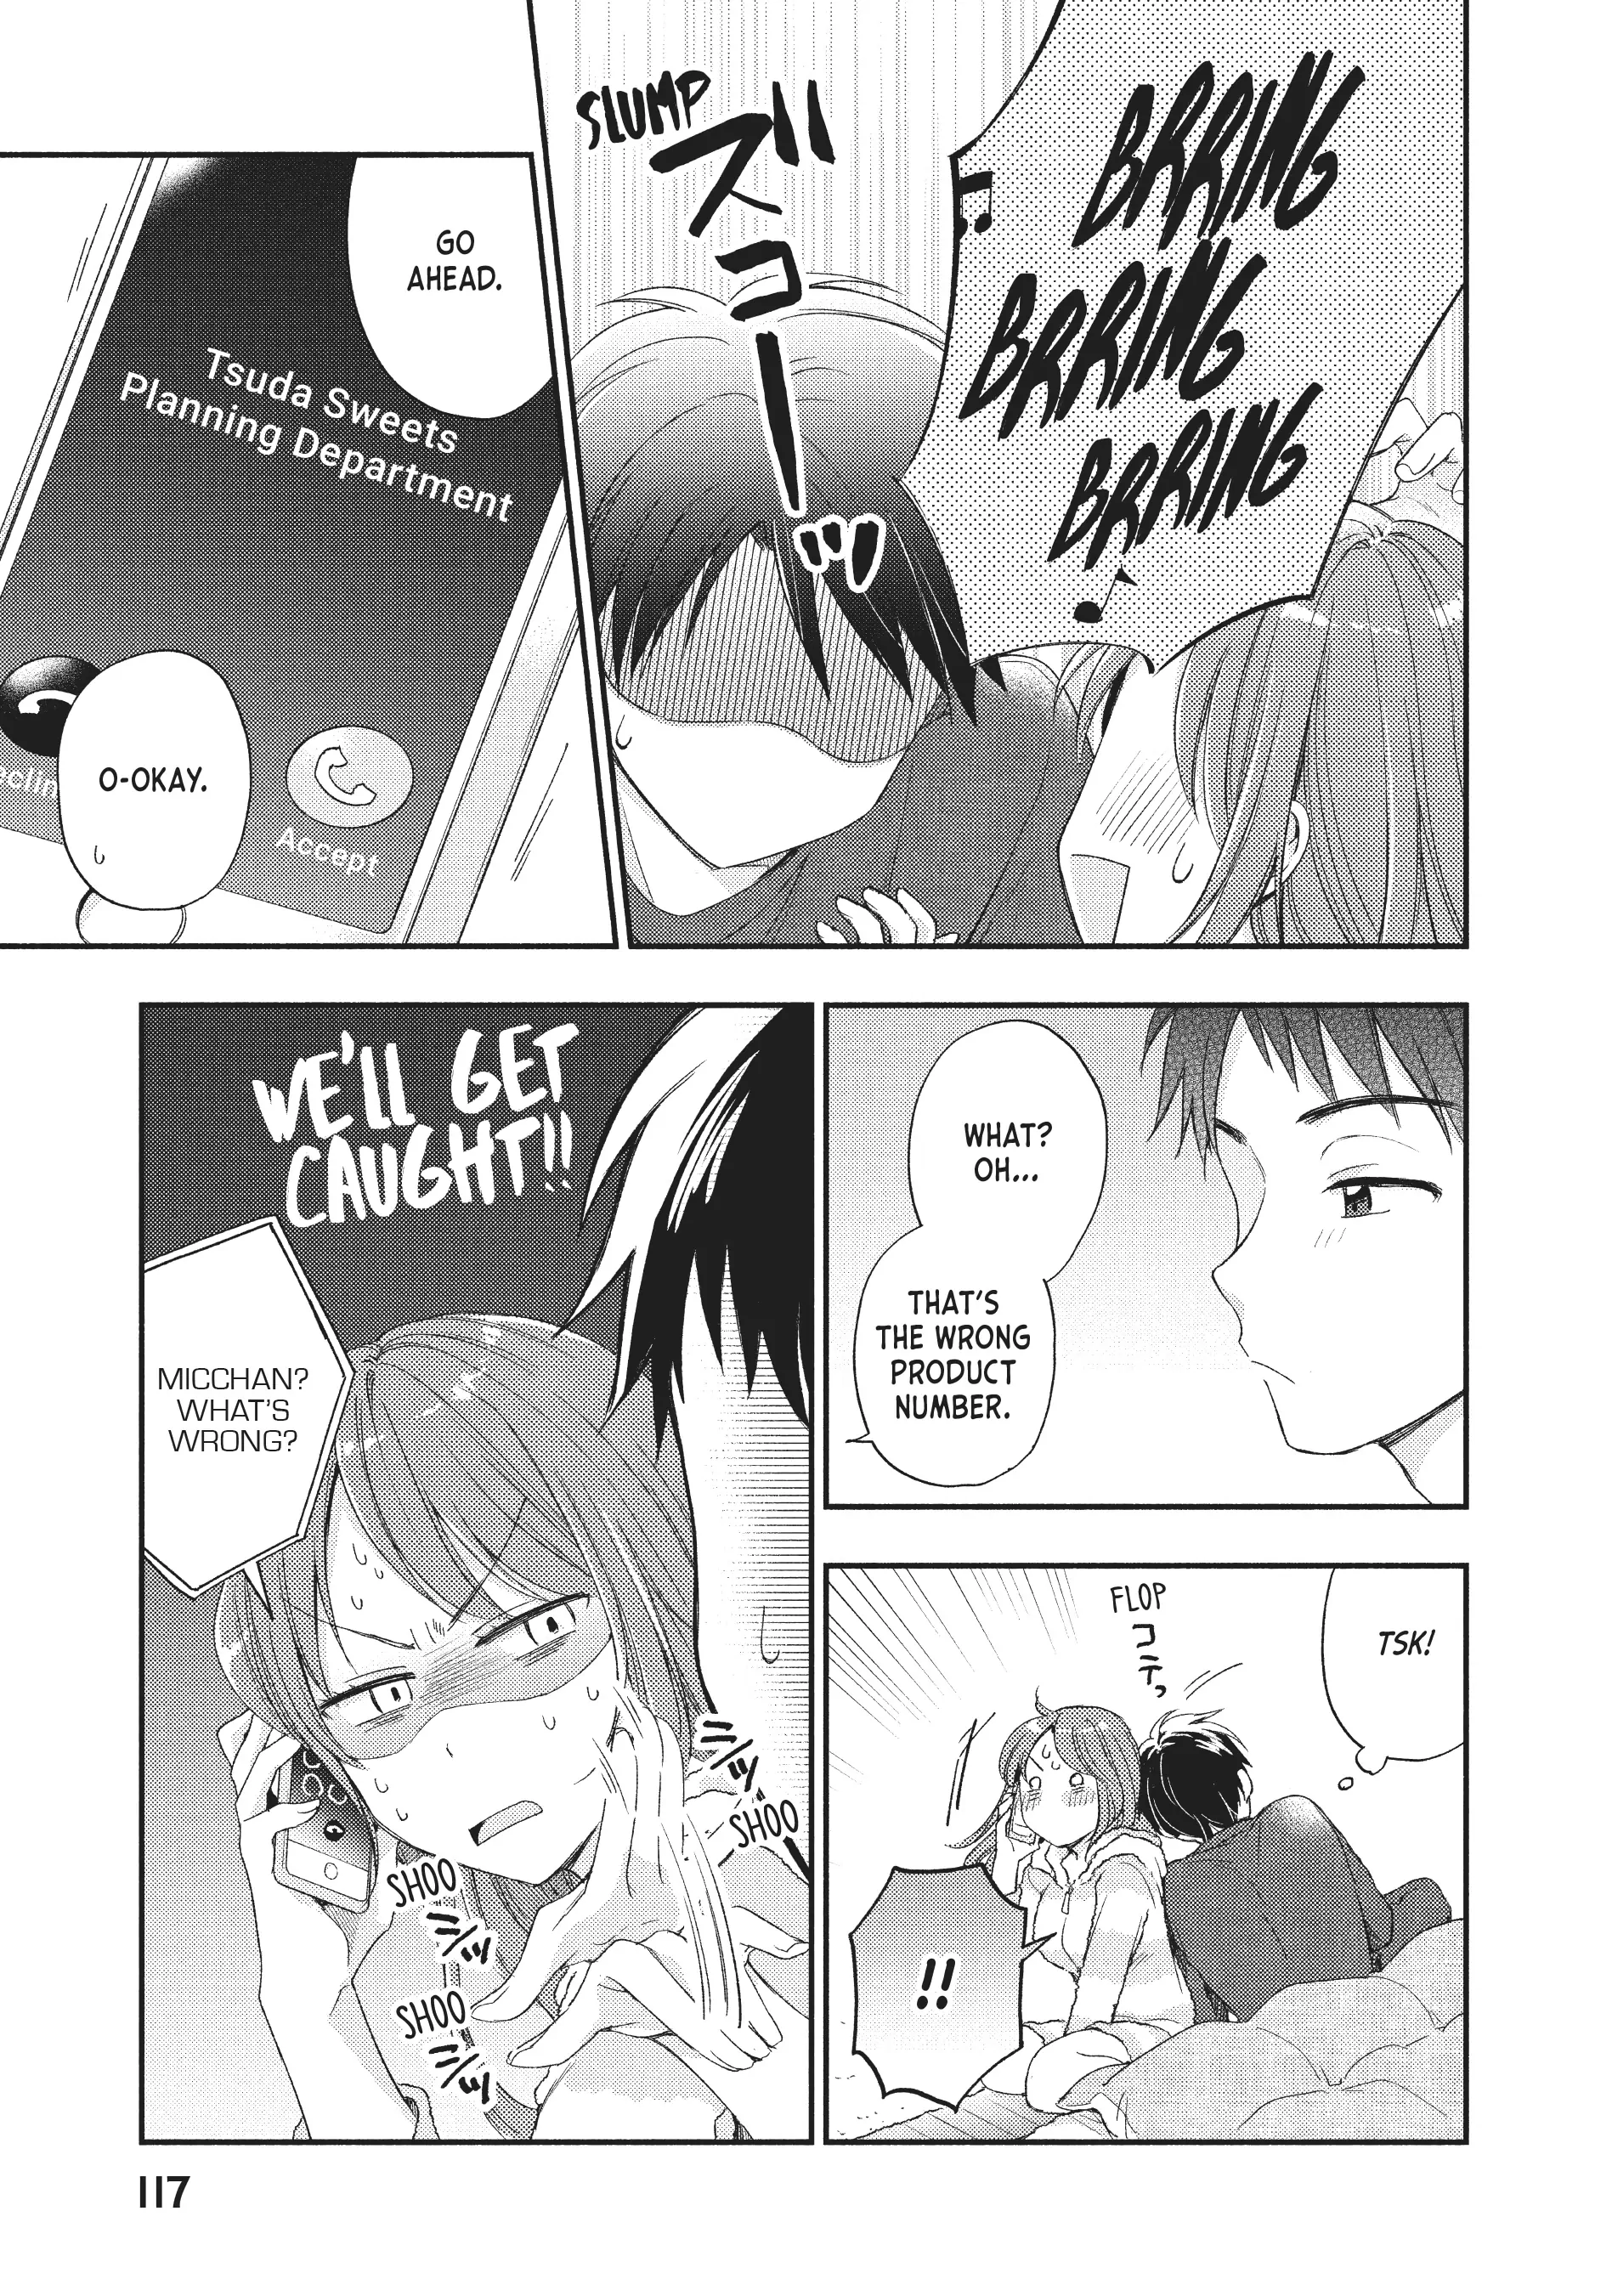 BRRING
BRRING
BRRING
SLUMP
ズコーッ
GO
AHEAD.
Tsuda Sweets
Planning Department
O-OKAY.
Accept
WHAT?
OH...
THAT'S
THE WRONG
PRODUCT
NUMBER.
TSK!
FLOP
コテっ
!!
WE'LL GET
CAUGHT!!
MICCHAN?
WHAT'S
WRONG?
シッ
SHOO
SHOO
シッ
SHOO
シッ
117